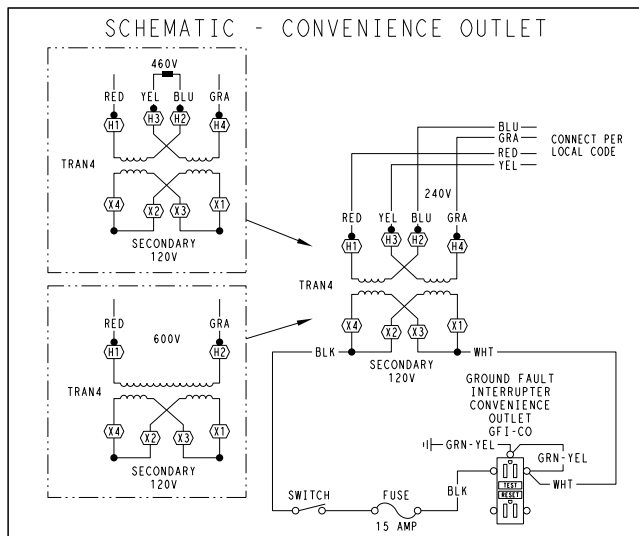 SCHEMATIC - CONVENIENCE OUTLET
460V
RED YEL BLU GRA
H1 H3 H2 H4
TRAN4
X4 X2 X3 X1
SECONDARY
120V
RED GRA
600V
H1 H2
TRAN4
X4 X2 X3 X1
SECONDARY
120V
BLU
GRA
RED
YEL
CONNECT PER
LOCAL CODE
240V
RED YEL BLU GRA
H1 H3 H2 H4
TRAN4
X4 X2 X3 X1
BLK
WHT
SECONDARY
120V
GROUND FAULT
INTERRUPTER
CONVENIENCE
OUTLET
GFI-CO
GRN-YEL
GRN-YEL
WHT
BLK
TEST
RESET
SWITCH
FUSE
15 AMP